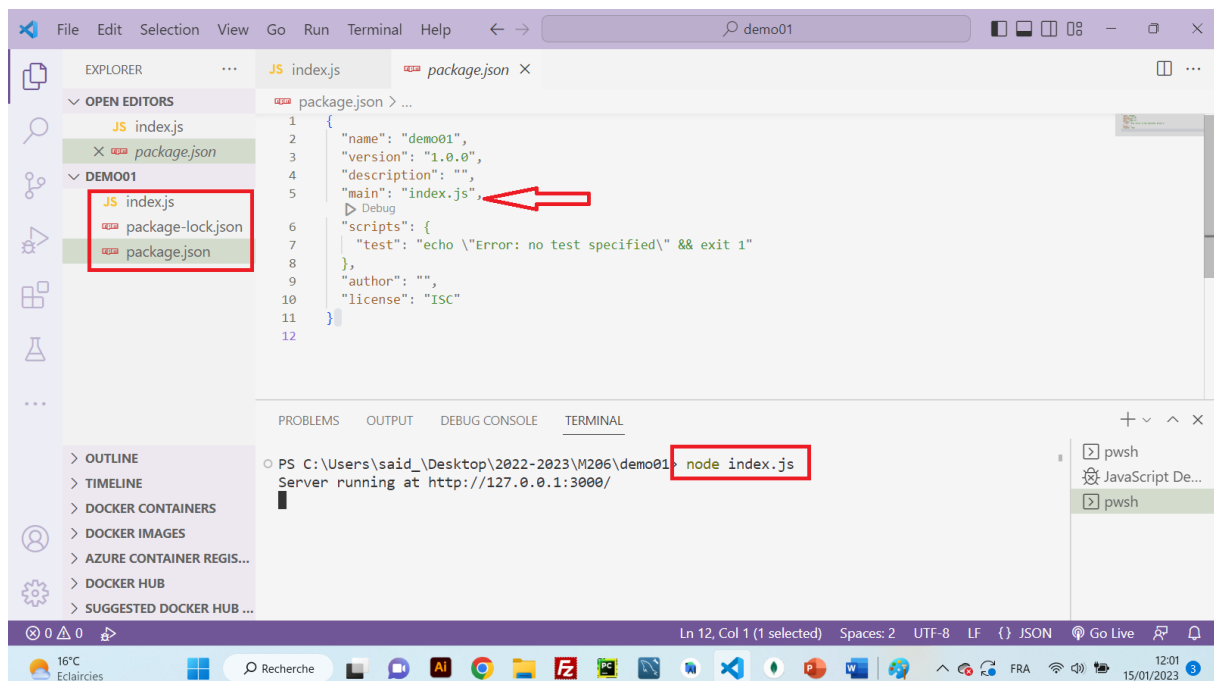 File Edit Selection View Go Run Terminal Help demo01
EXPLORER
OPEN EDITORS
JS index.js
package.json
DEMO01
JS index.js
package-lock.json
package.json
OUTLINE
TIMELINE
DOCKER CONTAINERS
DOCKER IMAGES
AZURE CONTAINER REGIS...
DOCKER HUB
SUGGESTED DOCKER HUB ...
JS index.js package.json
package.json > ...
1 {
2 "name": "demo01",
3 "version": "1.0.0",
4 "description": "",
5 "main": "index.js",
Debug
6 "scripts": {
7 "test": "echo \"Error: no test specified\" && exit 1"
8 },
9 "author": "",
10 "license": "ISC"
11 }
12
PROBLEMS OUTPUT DEBUG CONSOLE TERMINAL
PS C:\Users\said_\Desktop\2022-2023\M206\demo01> node index.js
Server running at http://127.0.0.1:3000/
pwsh
JavaScript De...
pwsh
0 0 Ln 12, Col 1 (1 selected) Spaces: 2 UTF-8 LF {} JSON Go Live
16°C
Eclaircies
Recherche
Ai
FRA
12:01
15/01/2023
3